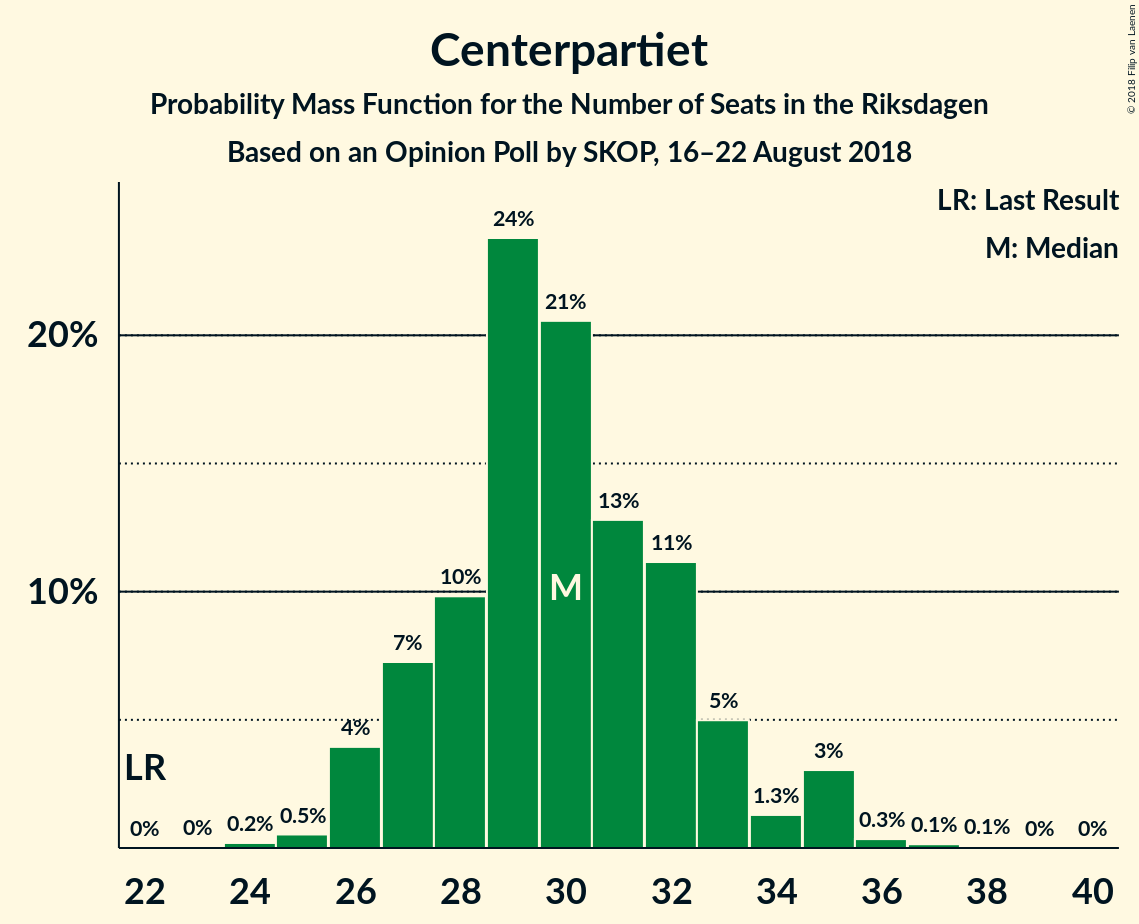 Centerpartiet
Probability Mass Function for the Number of Seats in the Riksdagen
Based on an Opinion Poll by SKOP, 16–22 August 2018
© 2018 Filip van Laenen
LR: Last Result
M: Median
24%
21%
20%
13%
11%
10%
10%
M
7%
5%
4%
3%
LR
1.3%
0% 0% 0.2% 0.5% 0.3% 0.1% 0.1% 0% 0%
22 24 26 28 30 32 34 36 38 40